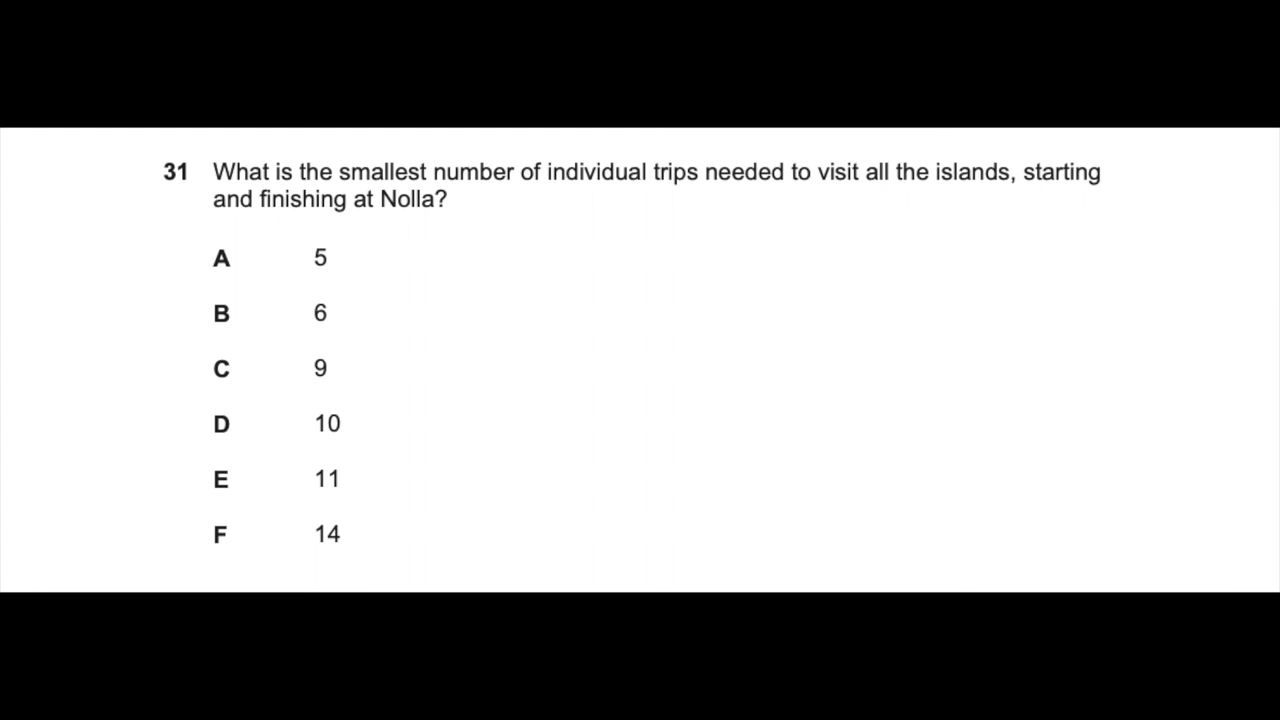 31 What is the smallest number of individual trips needed to visit all the islands, starting
and finishing at Nolla?
A 5
B 6
C 9
D 10
E 11
F 14